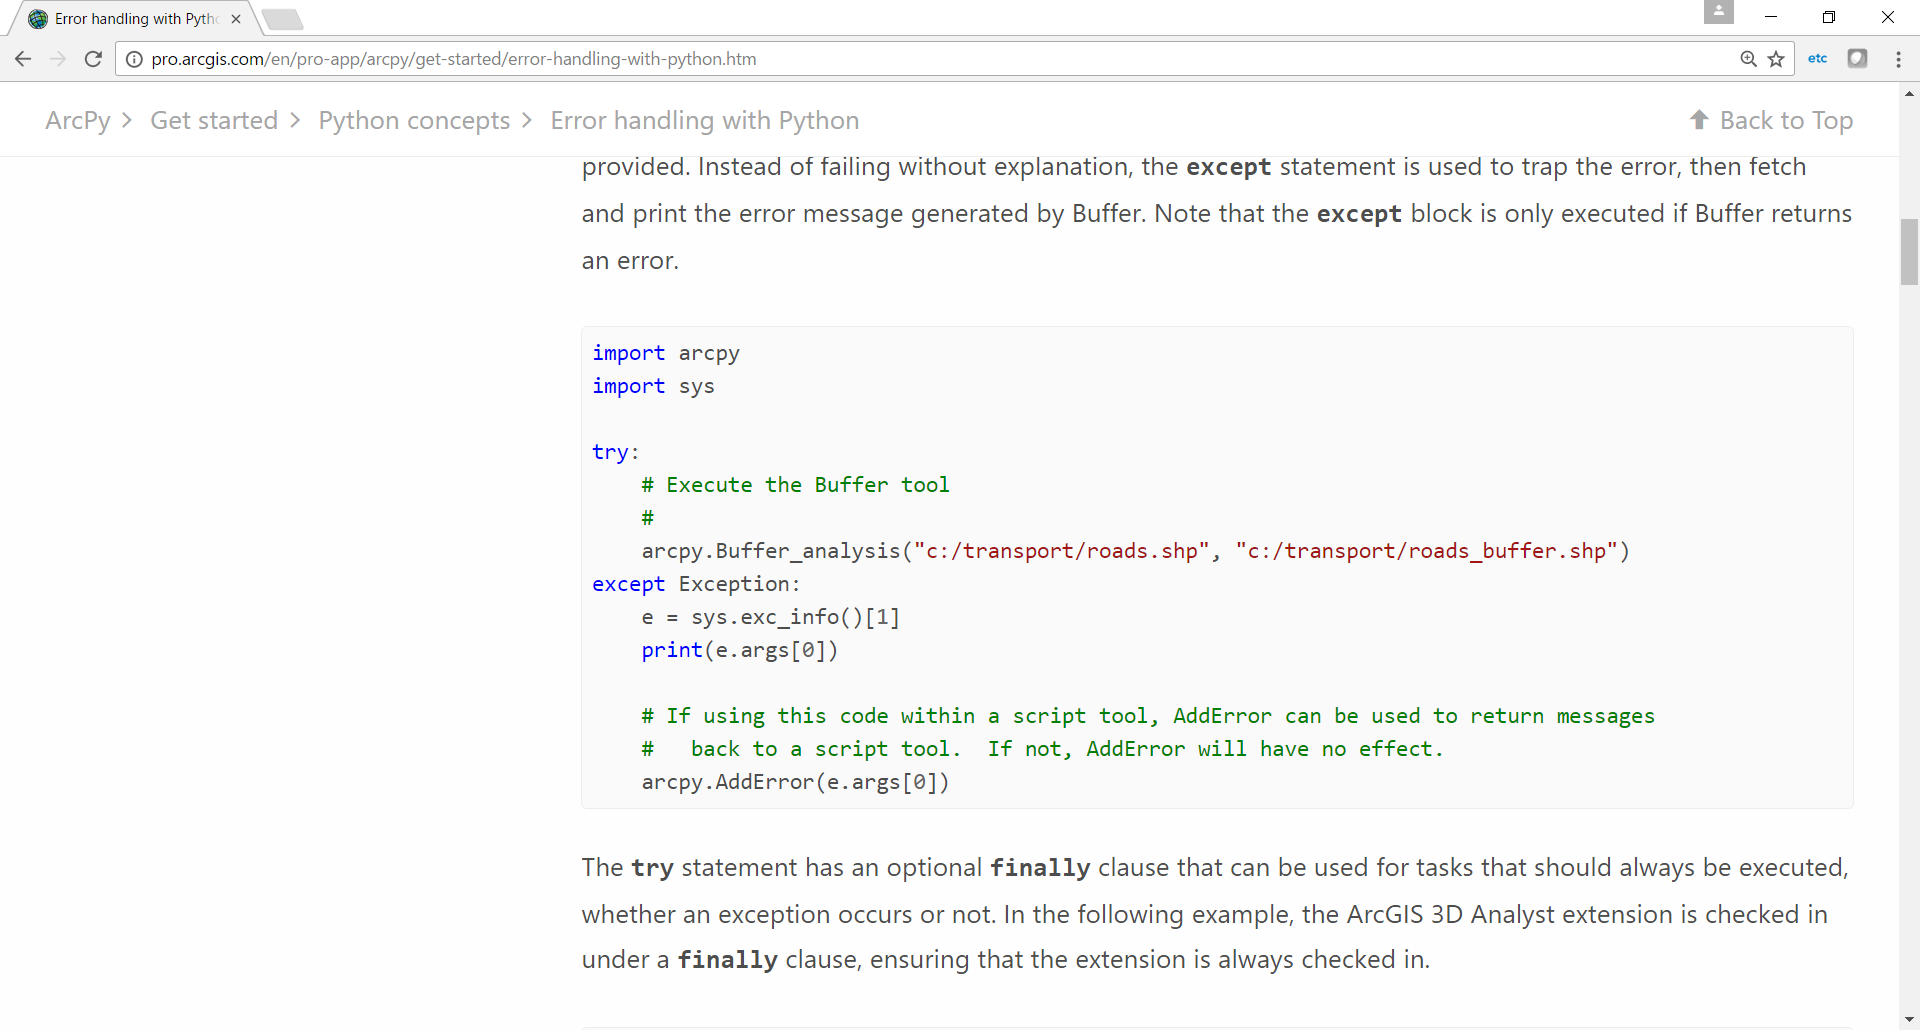 Error handling with Pyth
pro.arcgis.com/en/pro-app/arcpy/get-started/error-handling-with-python.htm
etc
ArcPy > Get started > Python concepts > Error handling with Python
Back to Top
provided. Instead of failing without explanation, the except statement is used to trap the error, then fetch
and print the error message generated by Buffer. Note that the except block is only executed if Buffer returns
an error.
import arcpy
import sys
try:
    # Execute the Buffer tool
    #
    arcpy.Buffer_analysis("c:/transport/roads.shp", "c:/transport/roads_buffer.shp")
except Exception:
    e = sys.exc_info()[1]
    print(e.args[0])
    # If using this code within a script tool, AddError can be used to return messages
    #   back to a script tool.  If not, AddError will have no effect.
    arcpy.AddError(e.args[0])
The try statement has an optional finally clause that can be used for tasks that should always be executed,
whether an exception occurs or not. In the following example, the ArcGIS 3D Analyst extension is checked in
under a finally clause, ensuring that the extension is always checked in.